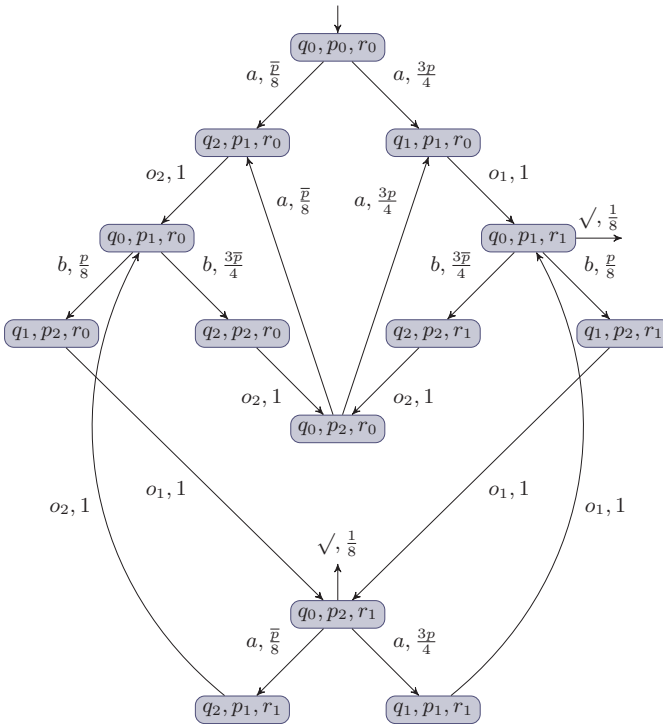 q₀, p₀, r₀
a, p̅/8 a, 3p/4
q₂, p₁, r₀ q₁, p₁, r₀
o₂, 1 a, p̅/8 a, 3p/4 o₁, 1
q₀, p₁, r₀ q₀, p₁, r₁ √, 1/8
b, p/8 b, 3p̅/4 b, 3p̅/4 b, p/8
q₁, p₂, r₀ q₂, p₂, r₀ q₂, p₂, r₁ q₁, p₂, r₁
o₂, 1 o₂, 1
q₀, p₂, r₀
o₂, 1 o₁, 1 o₁, 1 o₁, 1
√, 1/8
q₀, p₂, r₁
a, p̅/8 a, 3p/4
q₂, p₁, r₁ q₁, p₁, r₁